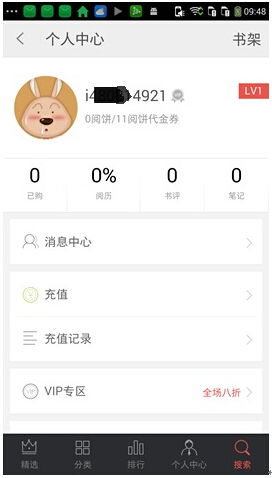 09:48
个人中心 书架
4921
LV1
0阅饼/11阅饼代金券
0 0% 0 0
已购 阅历 书评 笔记
消息中心
充值
充值记录
VIP VIP专区 全场八折
精选 分类 排行 个人中心 搜索